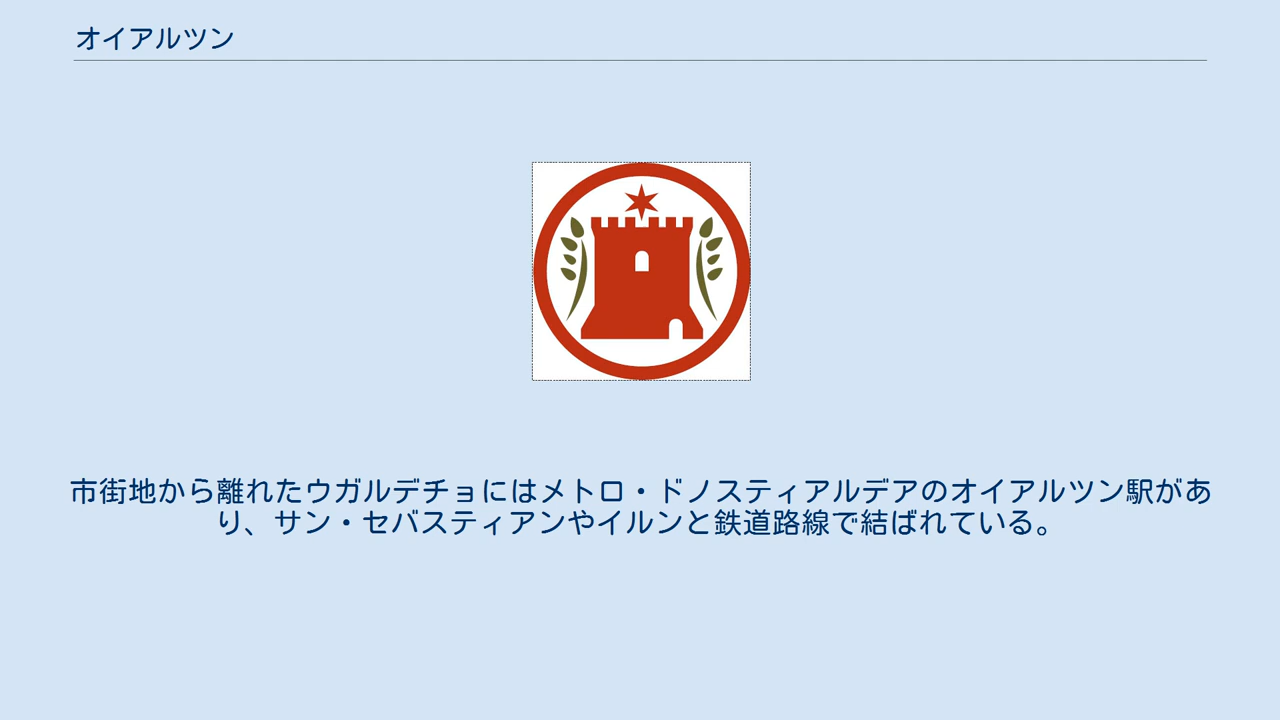 オイアルツン
市街地から離れたウガルデチョにはメトロ・ドノスティアルデアのオイアルツン駅があ
り、サン・セバスティアンやイルンと鉄道路線で結ばれている。